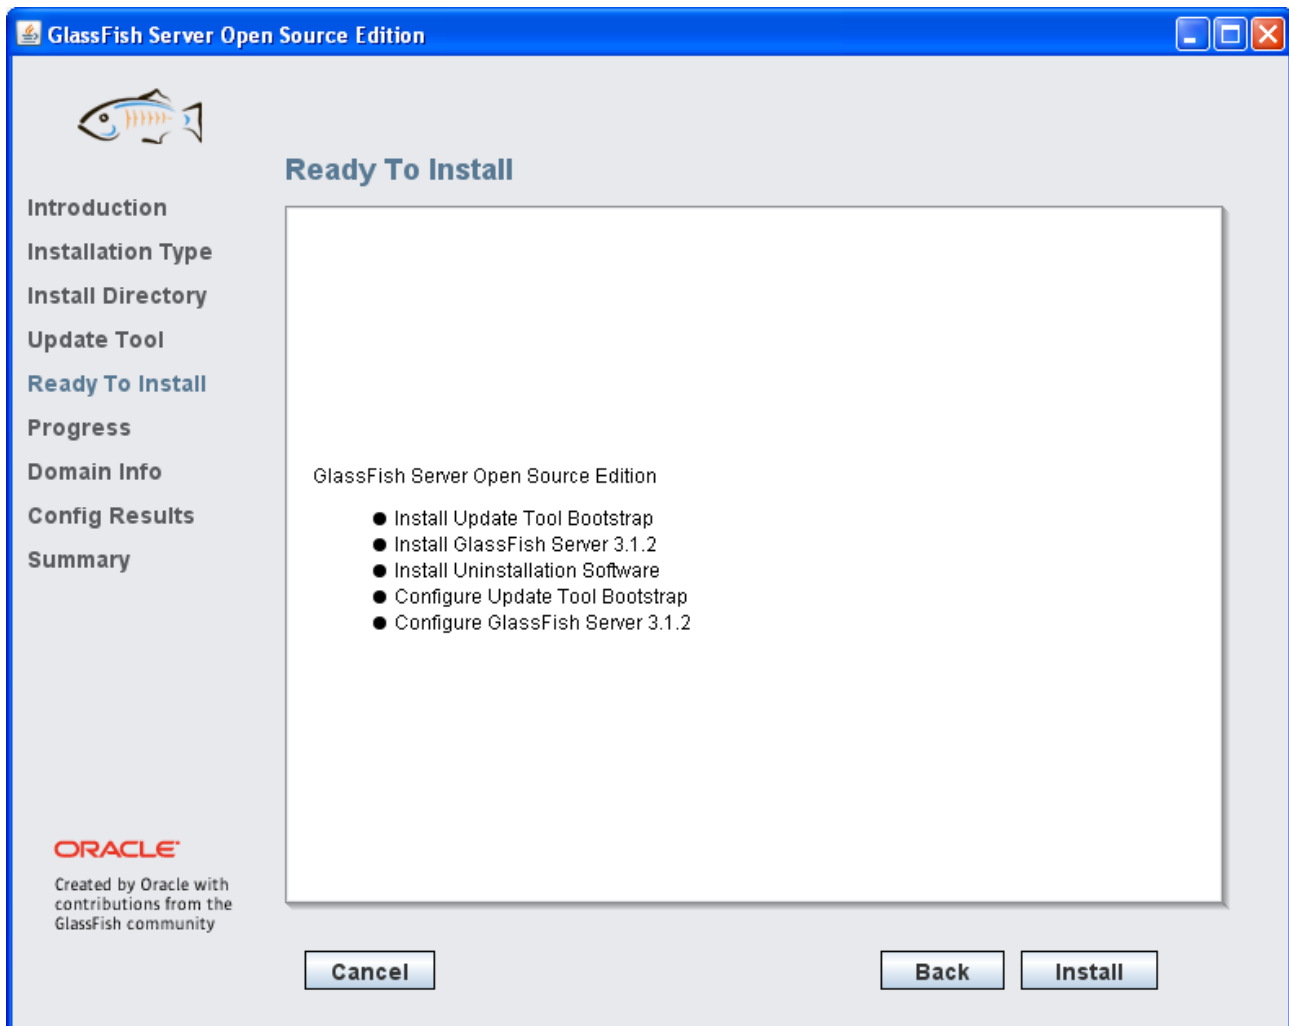 GlassFish Server Open Source Edition
Ready To Install
Introduction
Installation Type
Install Directory
Update Tool
Ready To Install
Progress
Domain Info
Config Results
Summary
GlassFish Server Open Source Edition
● Install Update Tool Bootstrap
● Install GlassFish Server 3.1.2
● Install Uninstallation Software
● Configure Update Tool Bootstrap
● Configure GlassFish Server 3.1.2
ORACLE
Created by Oracle with
contributions from the
GlassFish community
Cancel
Back
Install